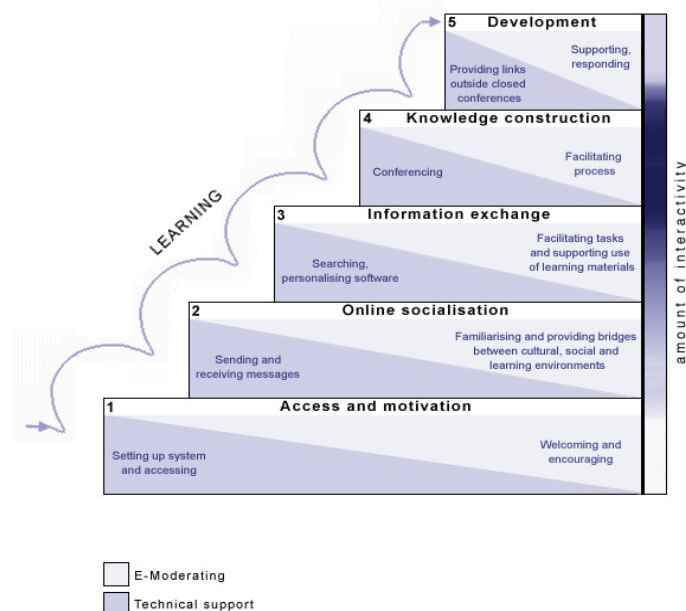 5 Development
Supporting,
responding
Providing links
outside closed
conferences
4 Knowledge construction
Conferencing
Facilitating
process
3 Information exchange
Facilitating tasks
and supporting use
of learning materials
Searching,
personalising software
2 Online socialisation
Familiarising and providing bridges
between cultural, social and
learning environments
Sending and
receiving messages
1 Access and motivation
Setting up system
and accessing
Welcoming and
encouraging
LEARNING
amount of interactivity
E-Moderating
Technical support